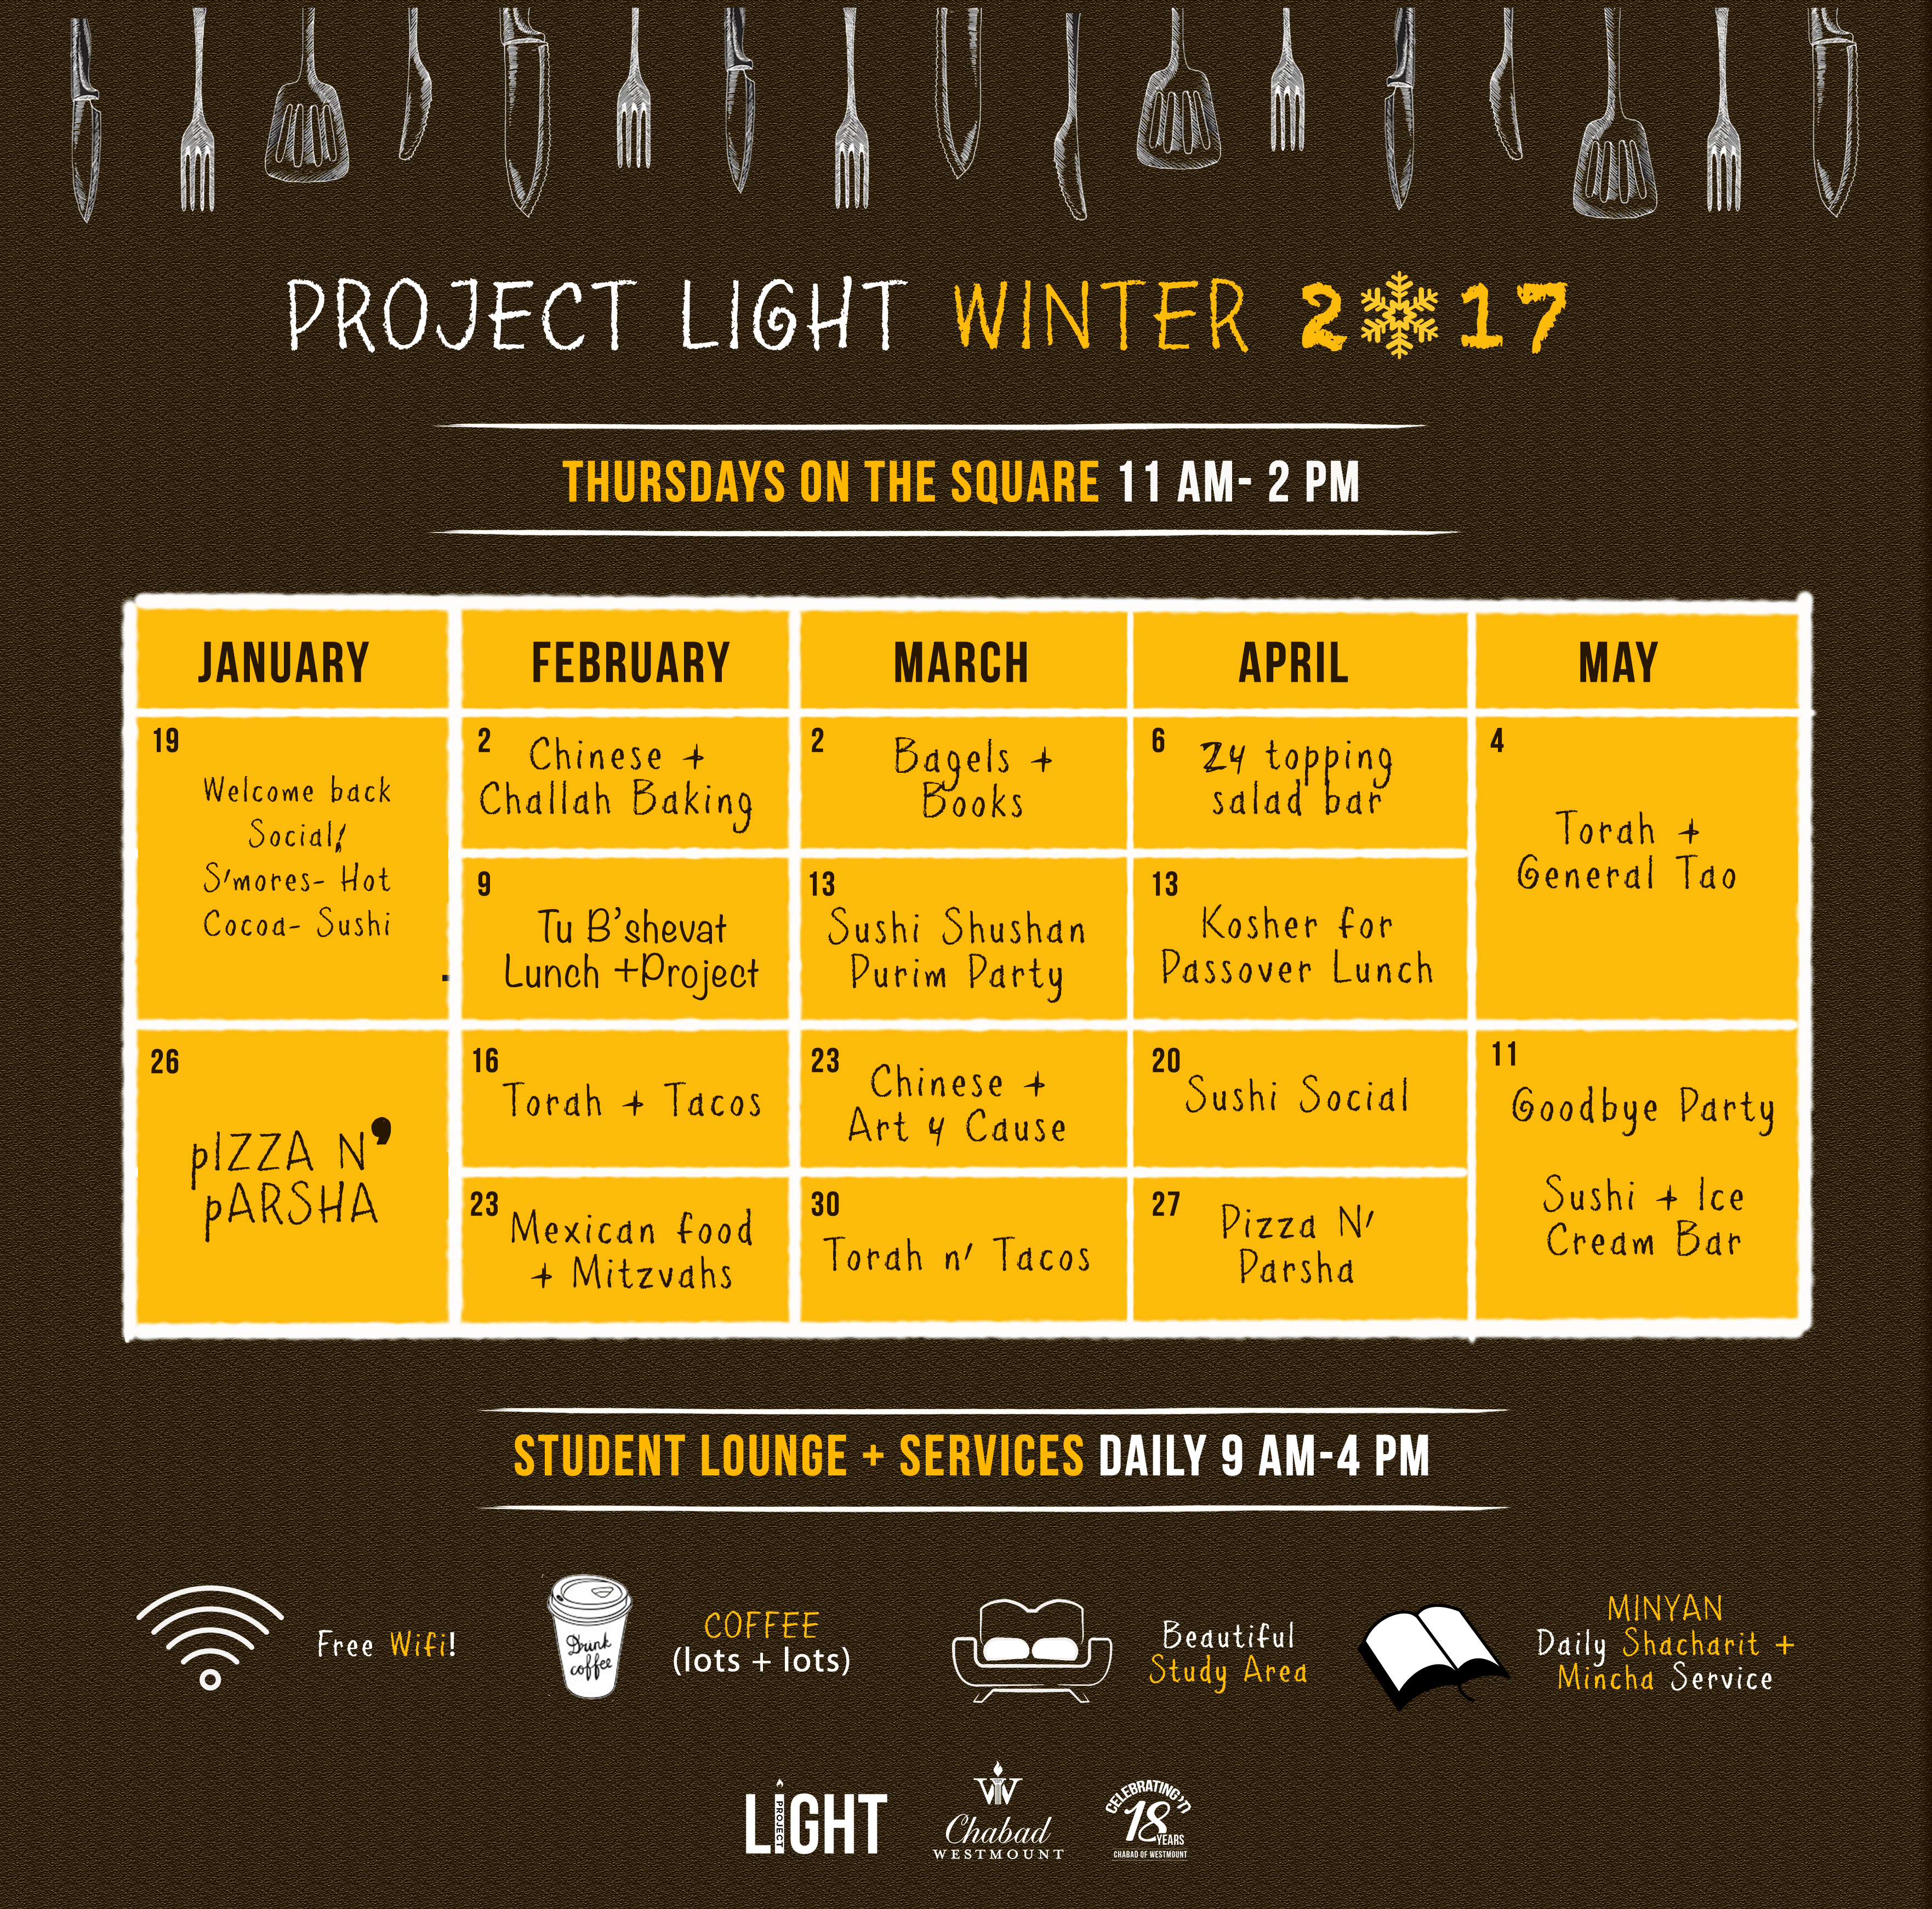 PROJECT LIGHT WINTER 2017
THURSDAYS ON THE SQUARE 11 AM- 2 PM
JANUARY
FEBRUARY
MARCH
APRIL
MAY
19
Welcome back
Social!
S'mores- Hot
Cocoa- Sushi
.
26
pIZZA N'
pARSHA
2
Chinese +
Challah Baking
9
Tu B'shevat
Lunch +Project
16
Torah + Tacos
23
Mexican food
+ Mitzvahs
2
Bagels +
Books
13
Sushi Shushan
Purim Party
23
Chinese +
Art 4 Cause
30
Torah n' Tacos
6
24 topping
salad bar
13
Kosher for
Passover Lunch
20
Sushi Social
27
Pizza N'
Parsha
4
Torah +
General Tao
11
Goodbye Party
Sushi + Ice
Cream Bar
STUDENT LOUNGE + SERVICES DAILY 9 AM-4 PM
Free Wifi!
Drink
coffee
COFFEE
(lots + lots)
Beautiful
Study Area
MINYAN
Daily Shacharit +
Mincha Service
LIGHT
PROJECT
W
Chabad
WESTMOUNT
CELEBRATING
18
YEARS
CHABAD OF WESTMOUNT